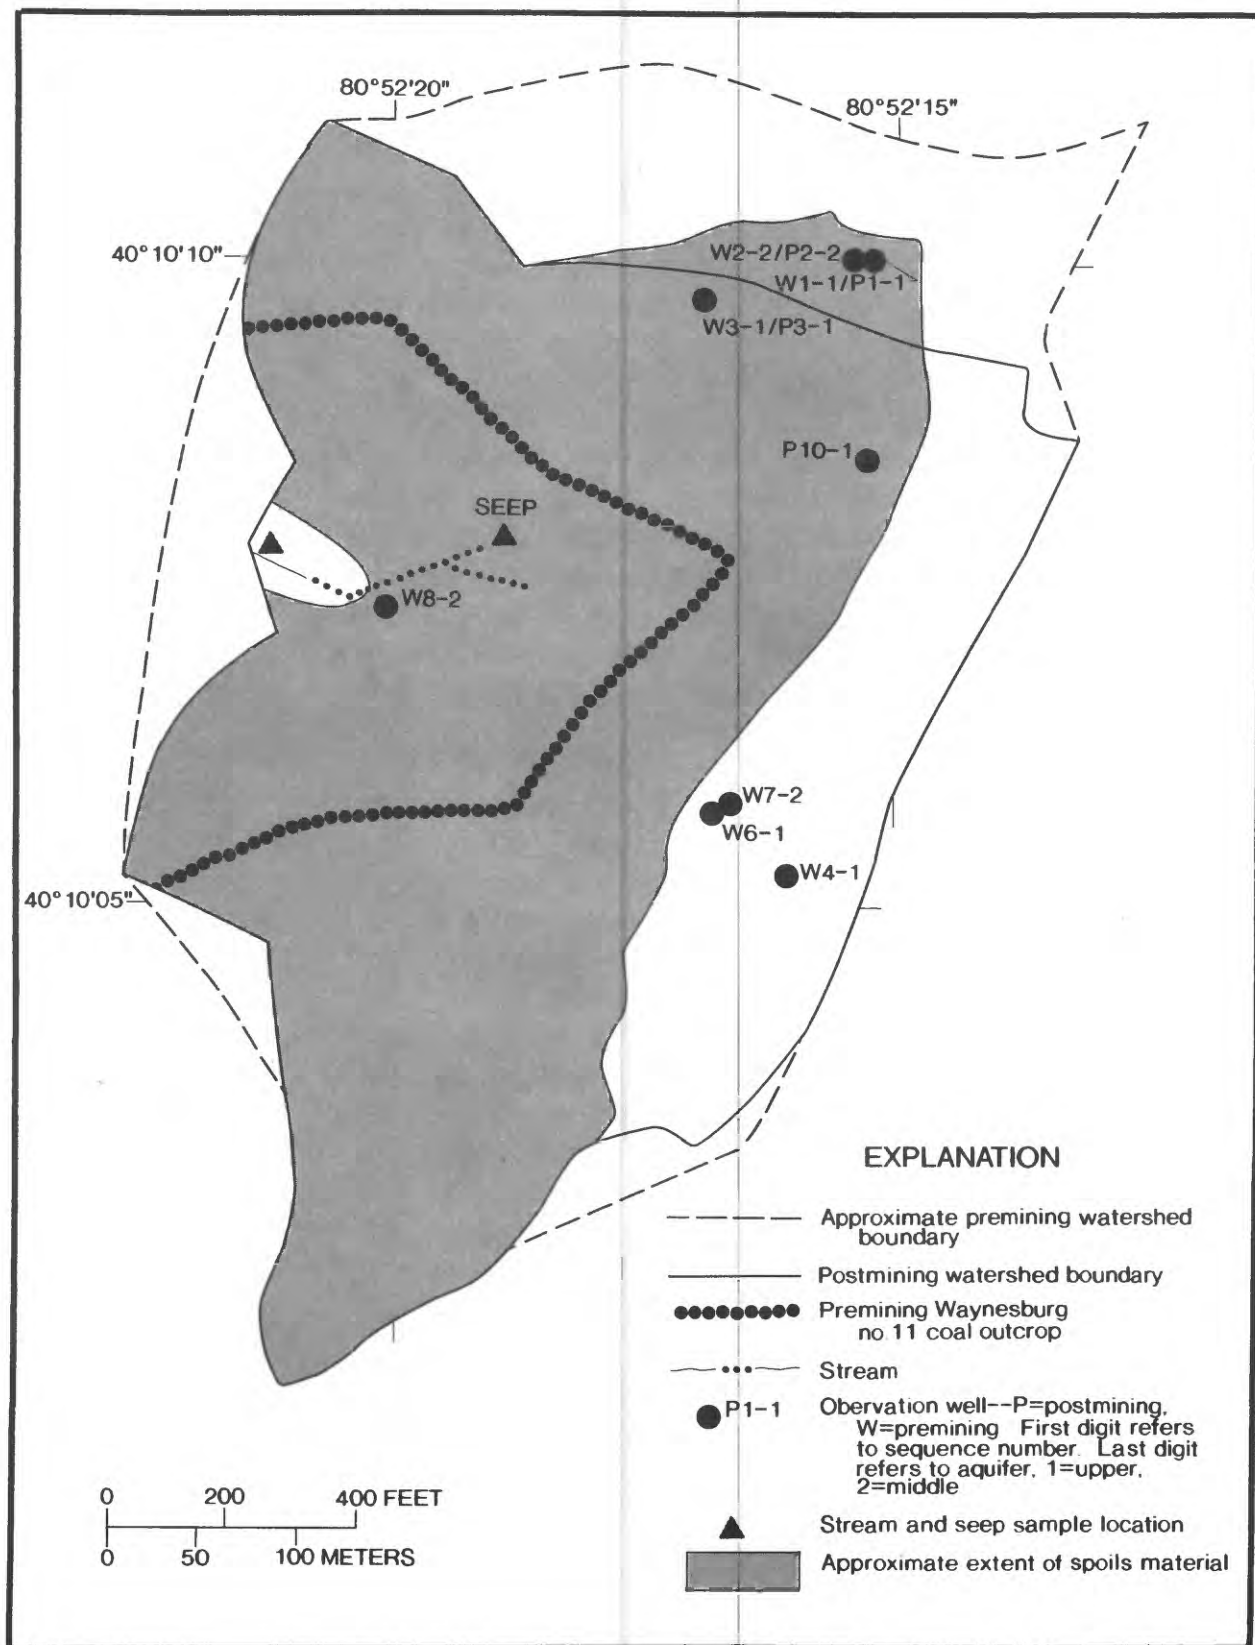 80°52'20"
80°52'15"
40°10'10"
W2-2/P2-2
W1-1/P1-1
W3-1/P3-1
P10-1
SEEP
W8-2
W7-2
W6-1
W4-1
40°10'05"
EXPLANATION
Approximate premining watershed
boundary
Postmining watershed boundary
Premining Waynesburg
no. 11 coal outcrop
Stream
P1-1
Obervation well--P=postmining,
W=premining First digit refers
to sequence number. Last digit
refers to aquifer, 1=upper,
2=middle
Stream and seep sample location
Approximate extent of spoils material
0 200 400 FEET
0 50 100 METERS